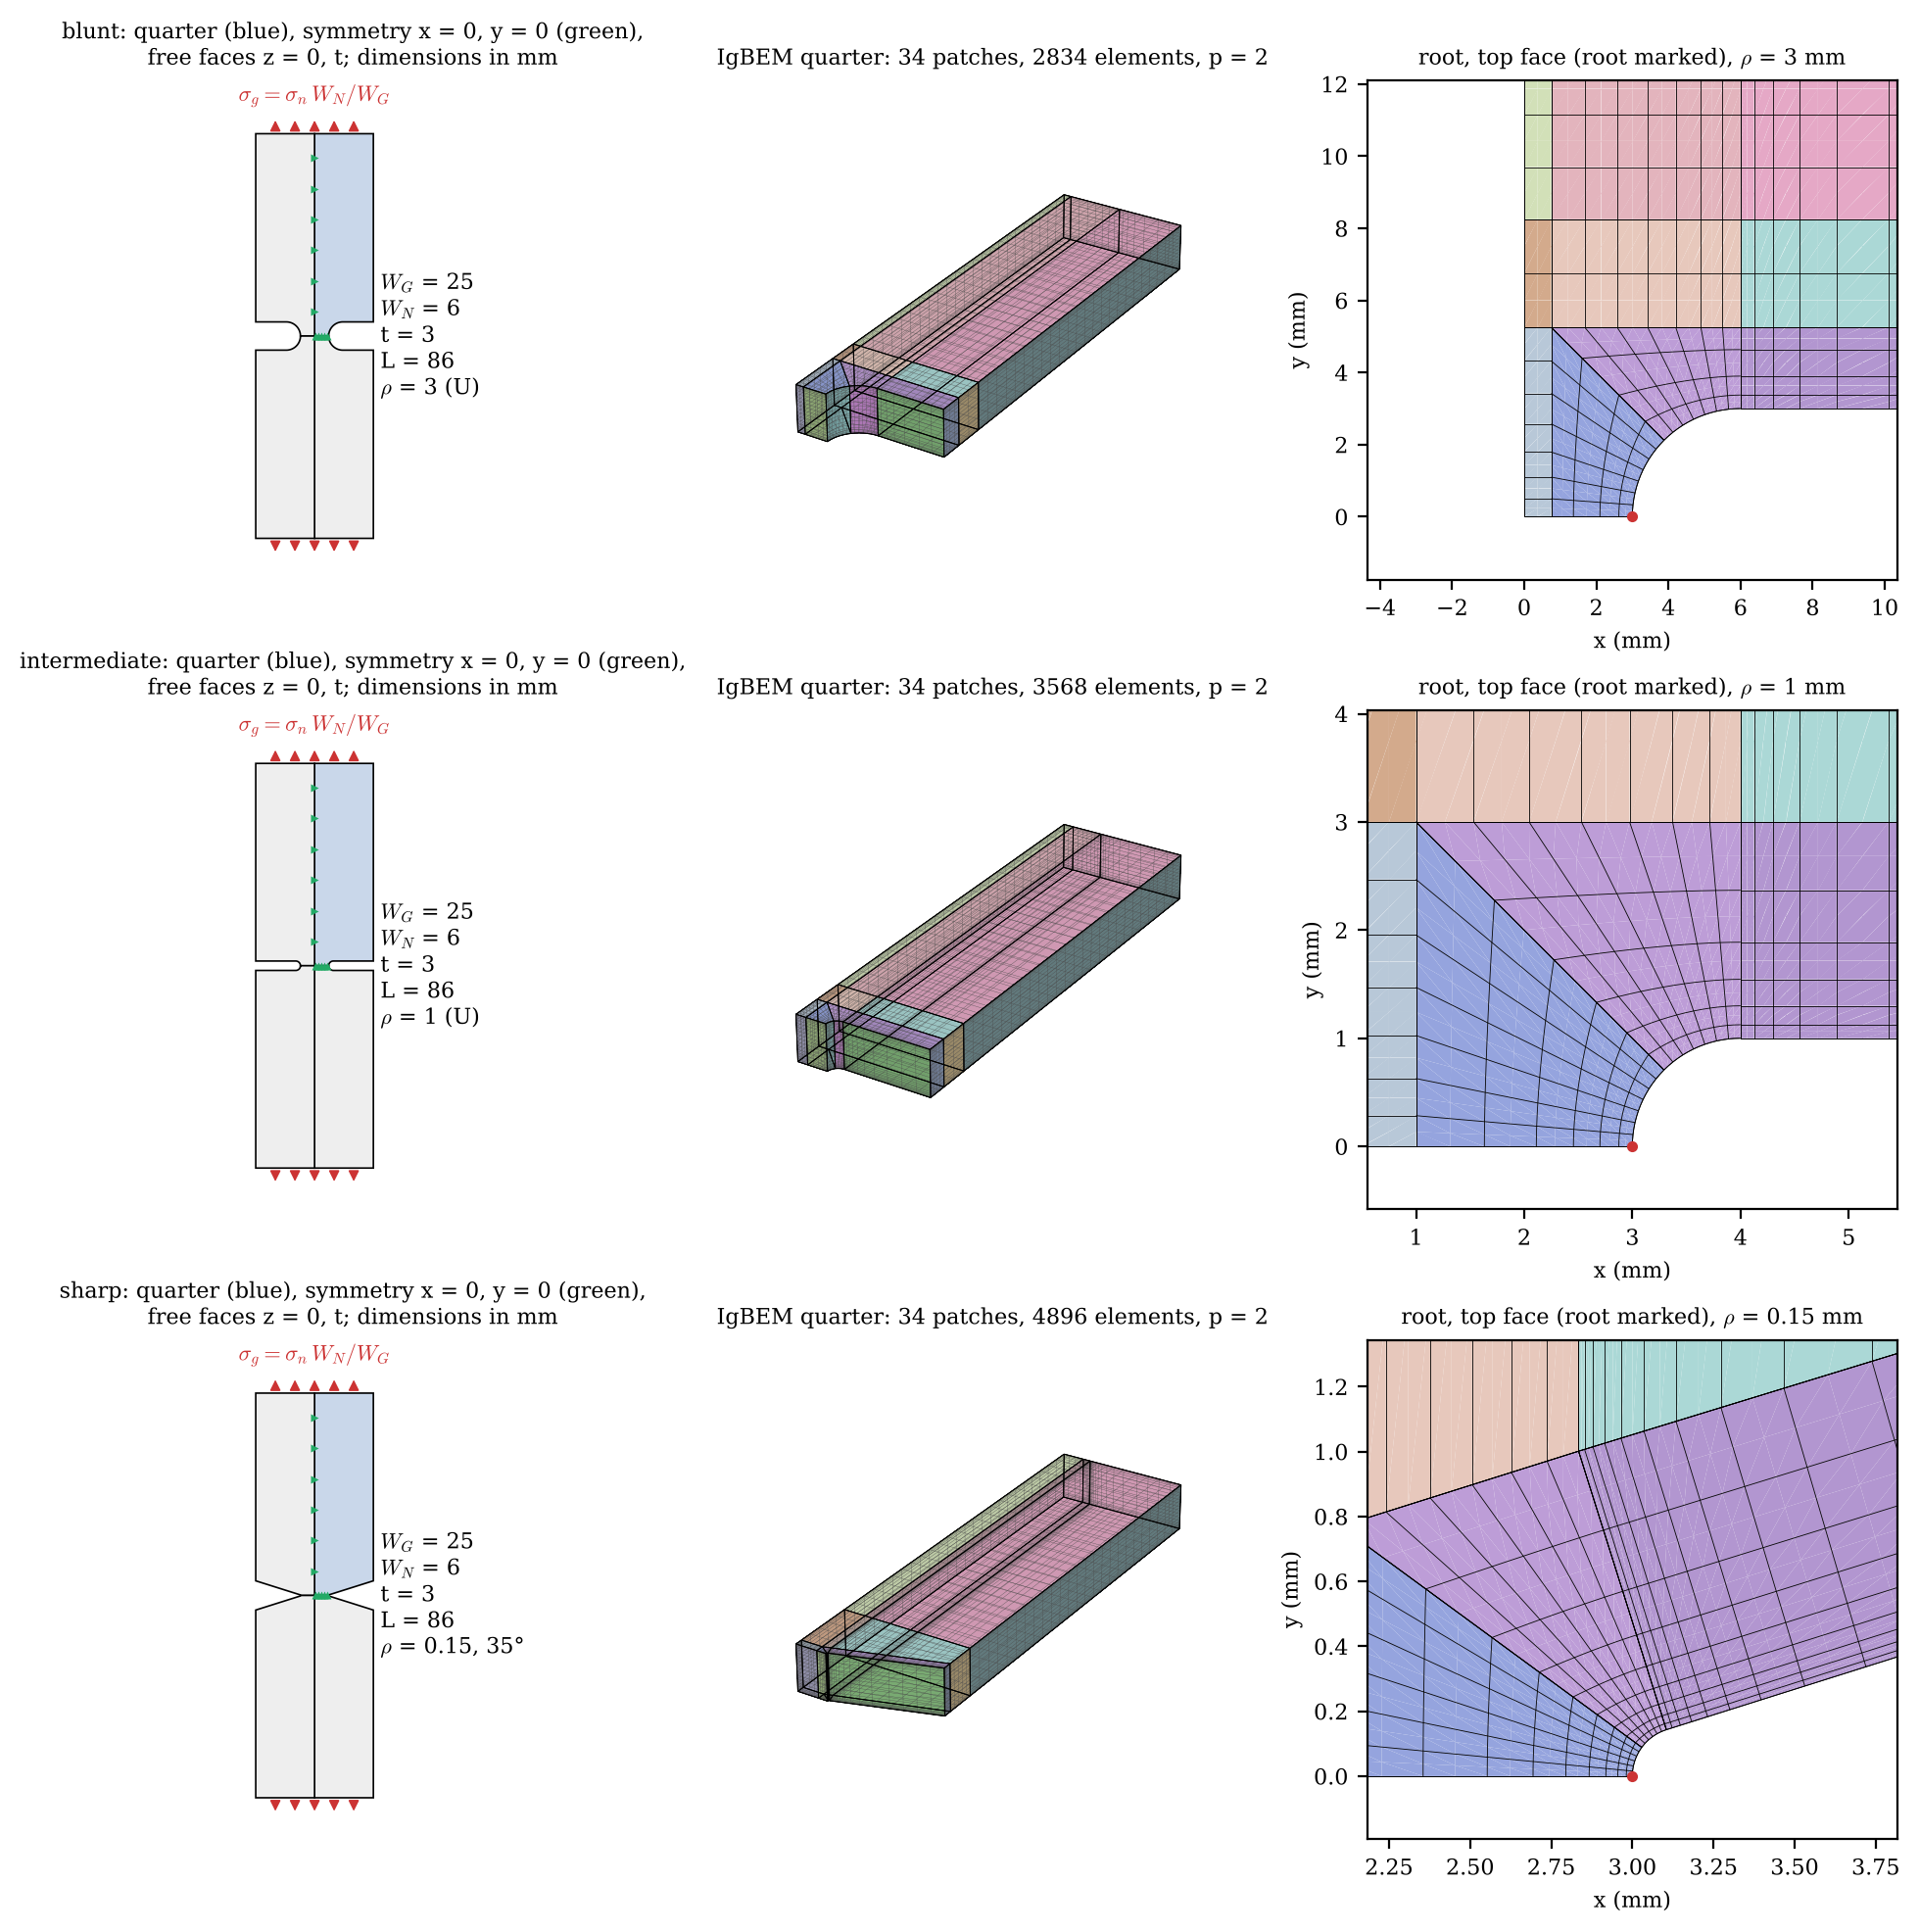 blunt: quarter (blue), symmetry x = 0, y = 0 (green),
free faces z = 0, t; dimensions in mm
σg = σn WN/WG
WG = 25
WN = 6
t = 3
L = 86
ρ = 3 (U)
IgBEM quarter: 34 patches, 2834 elements, p = 2
root, top face (root marked), ρ = 3 mm
12
10
8
6
4
2
0
y (mm)
−4 −2 0 2 4 6 8 10
x (mm)
intermediate: quarter (blue), symmetry x = 0, y = 0 (green),
free faces z = 0, t; dimensions in mm
σg = σn WN/WG
WG = 25
WN = 6
t = 3
L = 86
ρ = 1 (U)
IgBEM quarter: 34 patches, 3568 elements, p = 2
root, top face (root marked), ρ = 1 mm
4
3
2
1
0
y (mm)
1 2 3 4 5
x (mm)
sharp: quarter (blue), symmetry x = 0, y = 0 (green),
free faces z = 0, t; dimensions in mm
σg = σn WN/WG
WG = 25
WN = 6
t = 3
L = 86
ρ = 0.15, 35°
IgBEM quarter: 34 patches, 4896 elements, p = 2
root, top face (root marked), ρ = 0.15 mm
1.2
1.0
0.8
0.6
0.4
0.2
0.0
y (mm)
2.25 2.50 2.75 3.00 3.25 3.50 3.75
x (mm)